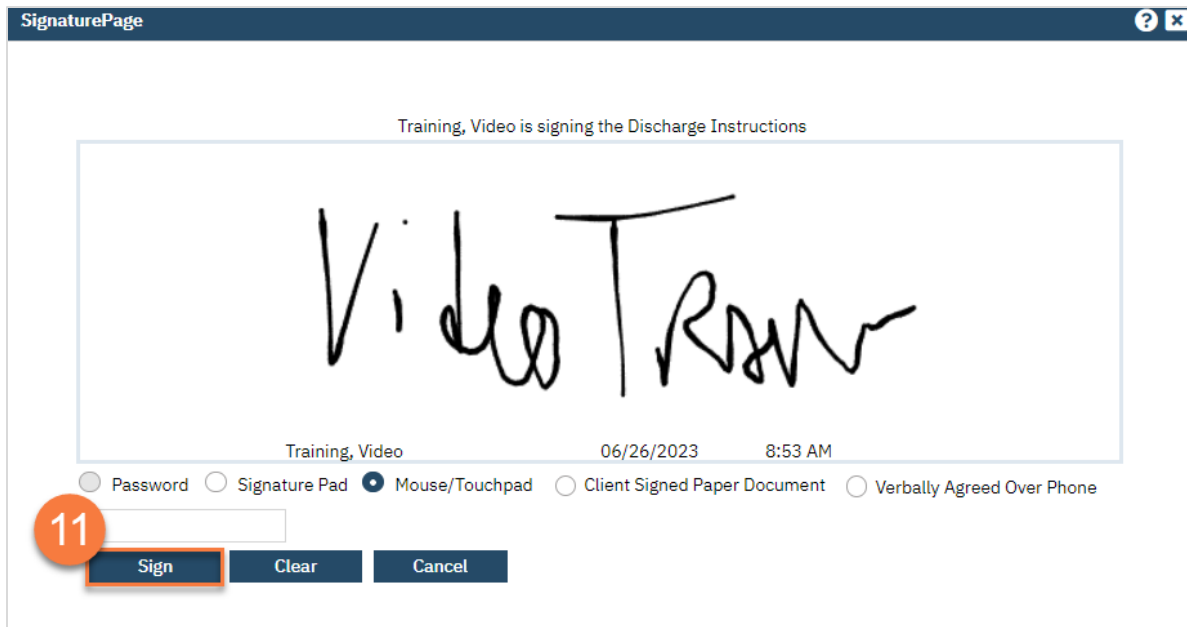 SignaturePage
Training, Video is signing the Discharge Instructions
Video
Training, Video 06/26/2023 8:53 AM
Password Signature Pad Mouse/Touchpad Client Signed Paper Document Verbally Agreed Over Phone
11
Sign Clear Cancel